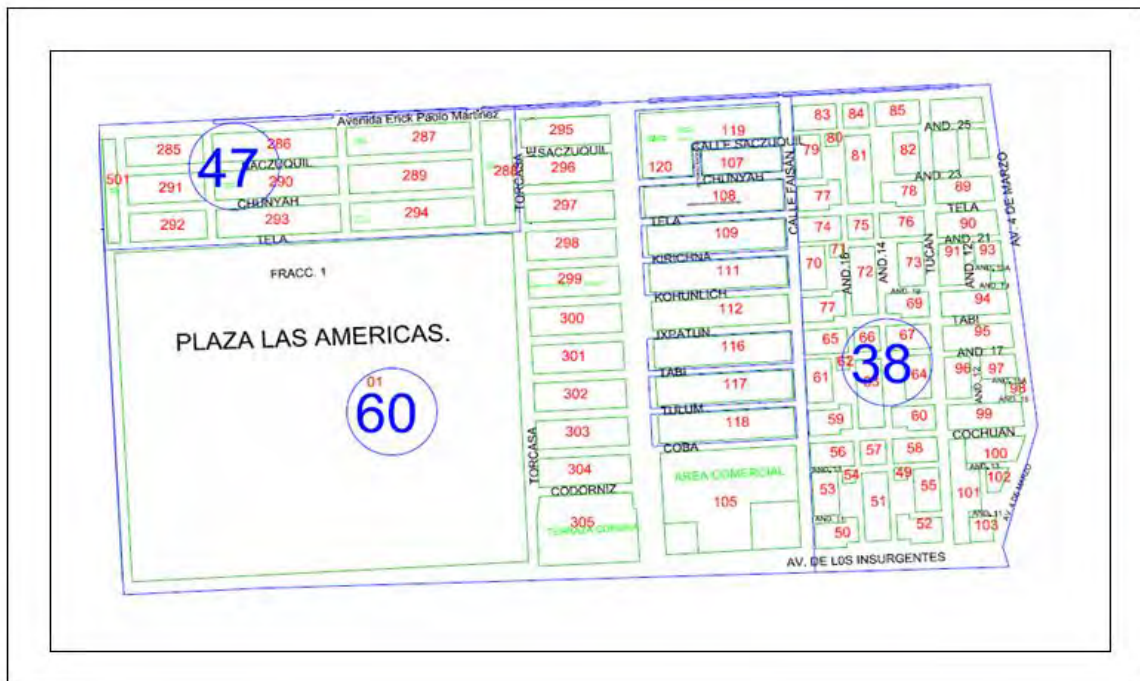 Avenida Erick Paolo Martinez
285
286
287
288
501
47
SACZUQUIL
291
290
289
CHUNYAH
292
293
294
TELA
TORCASA
295
SACZUQUIL
296
297
298
299
300
301
302
303
304
CODORNIZ
305
TORCASA
FRACC. 1
PLAZA LAS AMERICAS.
01
60
119
CALLE SACZUQUIL
120
107
CHUNYAH
108
TELA
109
KIRICHNA
111
KOHUNLICH
112
IXPATUN
116
TABI
117
TULUM
118
COBA
AREA COMERCIAL
105
CALLE FAISAN
83
84
85
AND. 25
79
80
81
82
AND. 23
77
78
89
TELA
74
75
76
90
AND. 21
70
71
72
73
TUCAN
91
AND. 12
93
AND.16
AND.14
77
69
94
TABI
65
66
67
95
AND. 17
38
61
62
64
96
97
98
AND.12
59
60
99
COCHUAN
56
57
58
100
53
54
49
55
101
102
51
50
52
103
AV. 4 DE MARZO
AV. 4 DE MARZO
AV. DE L0S INSURGENTES